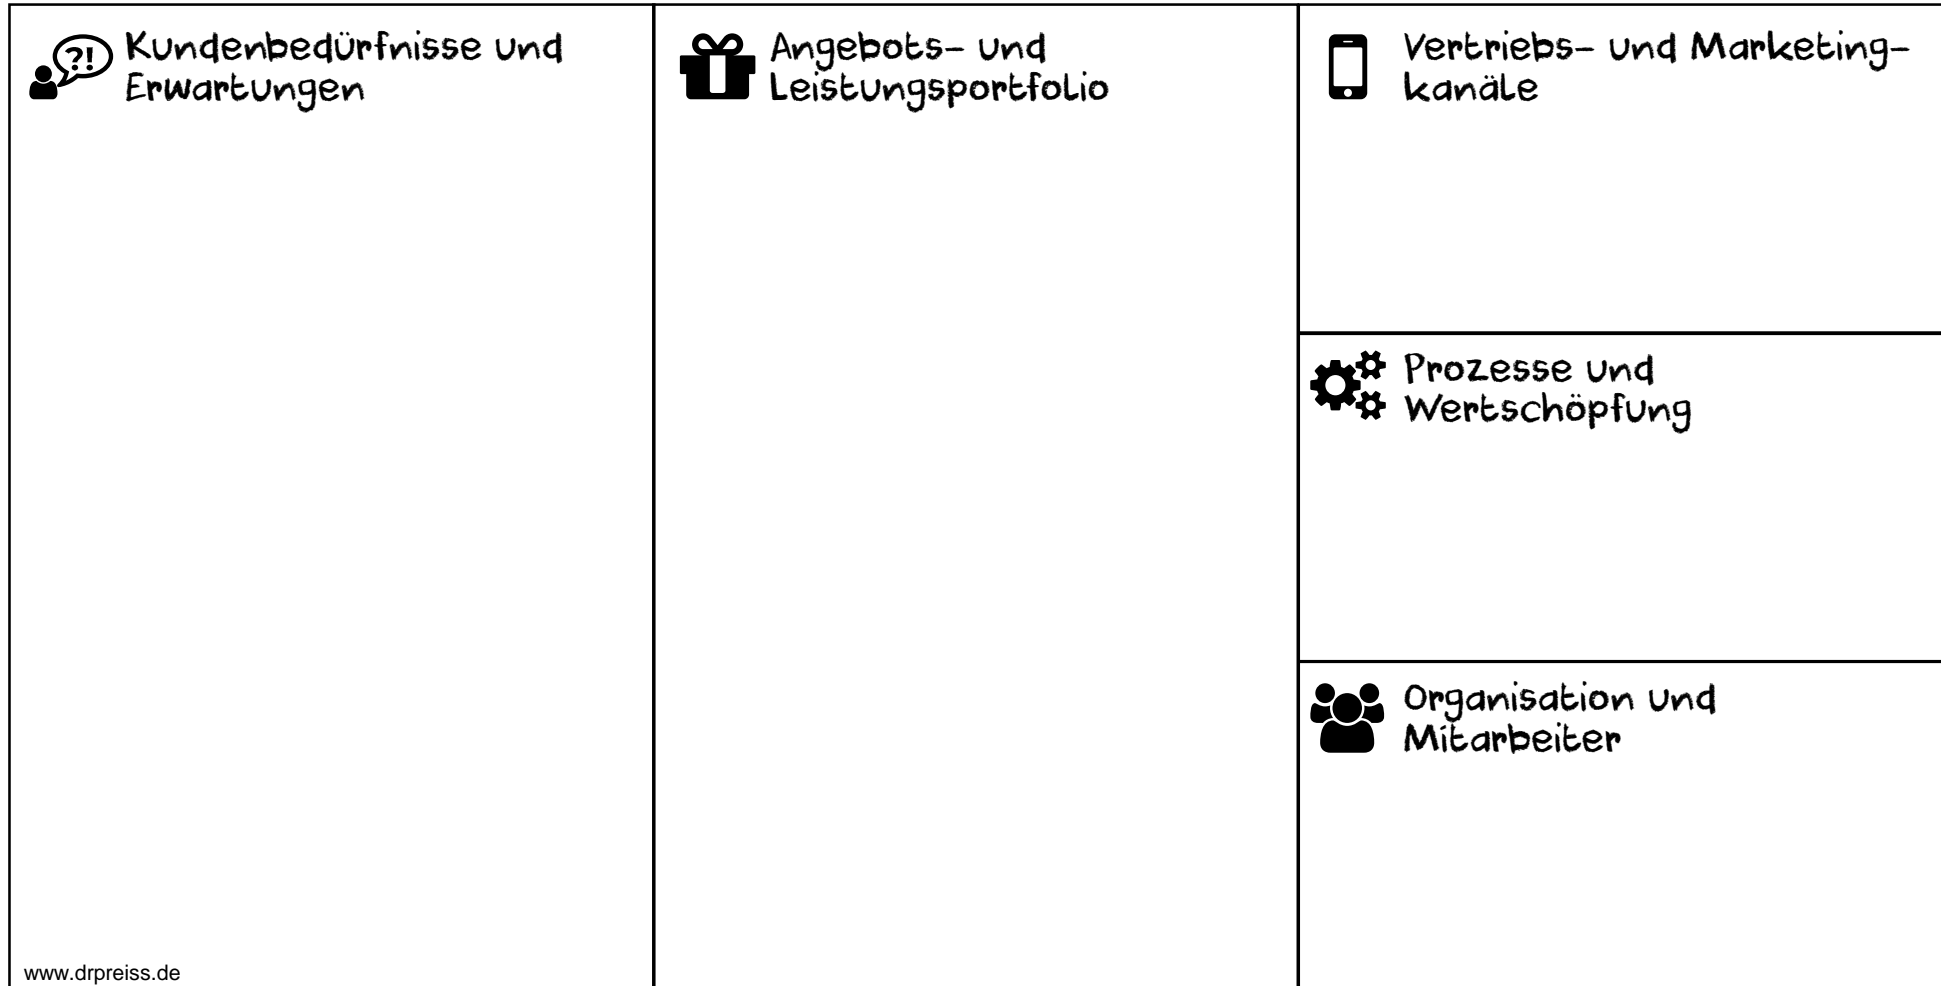 ?!
Kundenbedürfnisse und
Erwartungen
Angebots- und
Leistungsportfolio
Vertriebs- und Marketing-
kanäle
Prozesse und
Wertschöpfung
Organisation und
Mitarbeiter
www.drpreiss.de